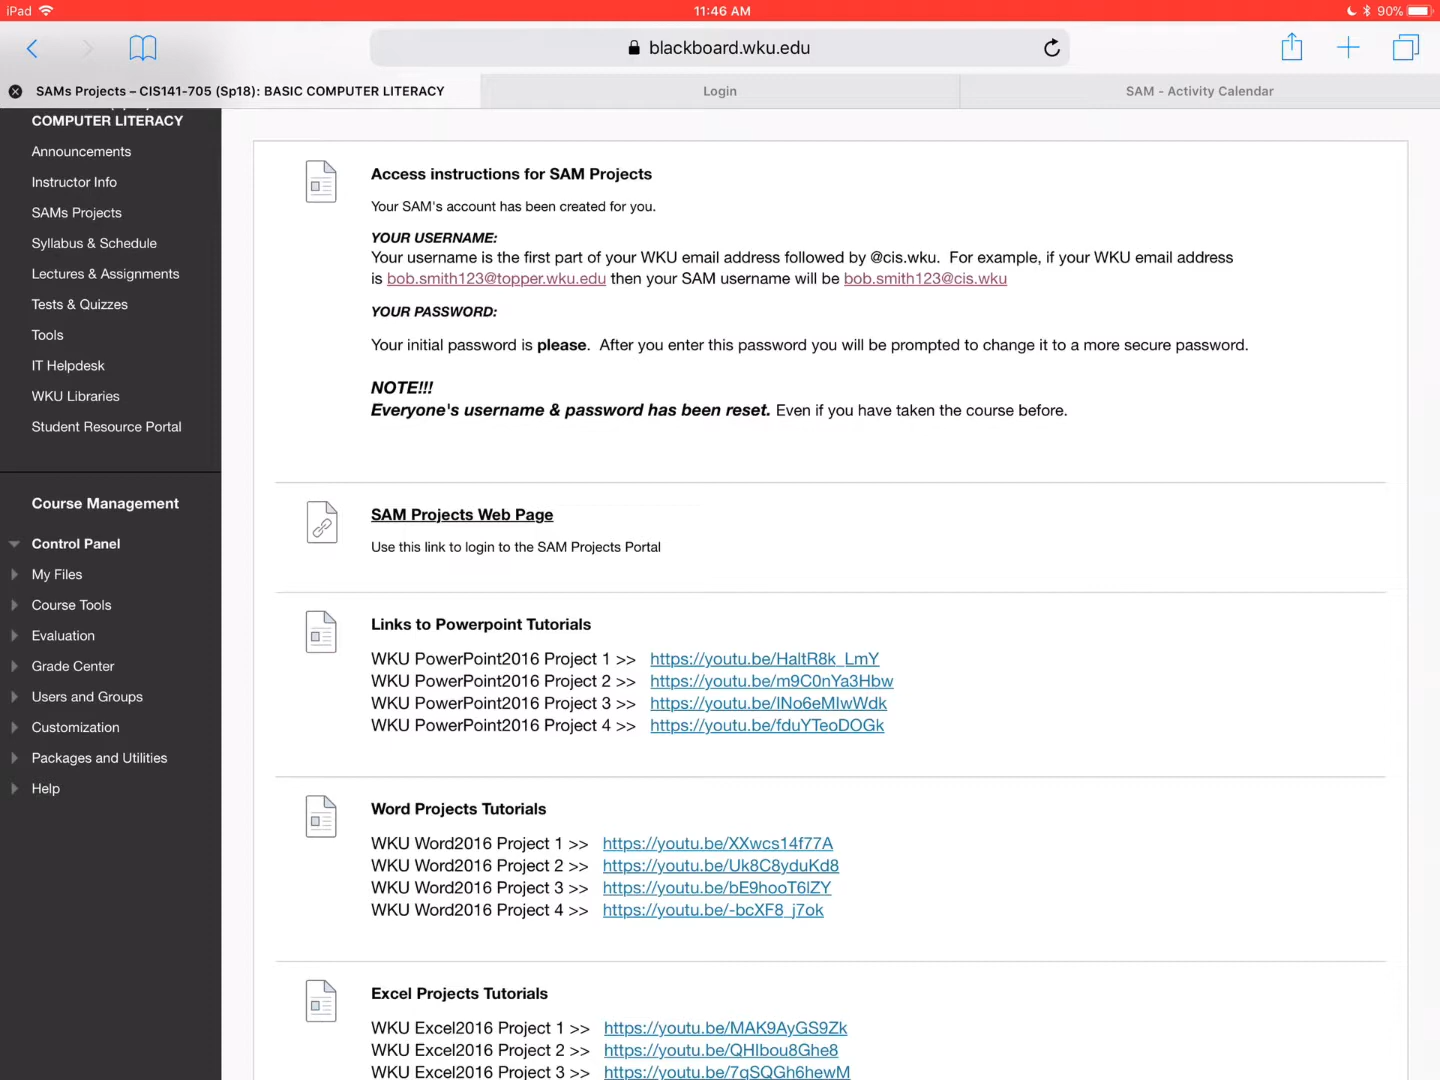 iPad
11:46 AM
90%
blackboard.wku.edu
SAMs Projects – CIS141-705 (Sp18): BASIC COMPUTER LITERACY
Login
SAM - Activity Calendar
COMPUTER LITERACY
Announcements
Instructor Info
SAMs Projects
Syllabus & Schedule
Lectures & Assignments
Tests & Quizzes
Tools
IT Helpdesk
WKU Libraries
Student Resource Portal
Course Management
Control Panel
My Files
Course Tools
Evaluation
Grade Center
Users and Groups
Customization
Packages and Utilities
Help
Access instructions for SAM Projects
Your SAM's account has been created for you.
YOUR USERNAME:
Your username is the first part of your WKU email address followed by @cis.wku. For example, if your WKU email address
is bob.smith123@topper.wku.edu then your SAM username will be bob.smith123@cis.wku
YOUR PASSWORD:
Your initial password is please. After you enter this password you will be prompted to change it to a more secure password.
NOTE!!!
Everyone's username & password has been reset. Even if you have taken the course before.
SAM Projects Web Page
Use this link to login to the SAM Projects Portal
Links to Powerpoint Tutorials
WKU PowerPoint2016 Project 1 >> https://youtu.be/HaltR8k_LmY
WKU PowerPoint2016 Project 2 >> https://youtu.be/m9C0nYa3Hbw
WKU PowerPoint2016 Project 3 >> https://youtu.be/lNo6eMIwWdk
WKU PowerPoint2016 Project 4 >> https://youtu.be/fduYTeoDOGk
Word Projects Tutorials
WKU Word2016 Project 1 >> https://youtu.be/XXwcs14f77A
WKU Word2016 Project 2 >> https://youtu.be/Uk8C8yduKd8
WKU Word2016 Project 3 >> https://youtu.be/bE9hooT6lZY
WKU Word2016 Project 4 >> https://youtu.be/-bcXF8_j7ok
Excel Projects Tutorials
WKU Excel2016 Project 1 >> https://youtu.be/MAK9AyGS9Zk
WKU Excel2016 Project 2 >> https://youtu.be/QHIbou8Ghe8
WKU Excel2016 Project 3 >> https://youtu.be/7qSQGh6hewM